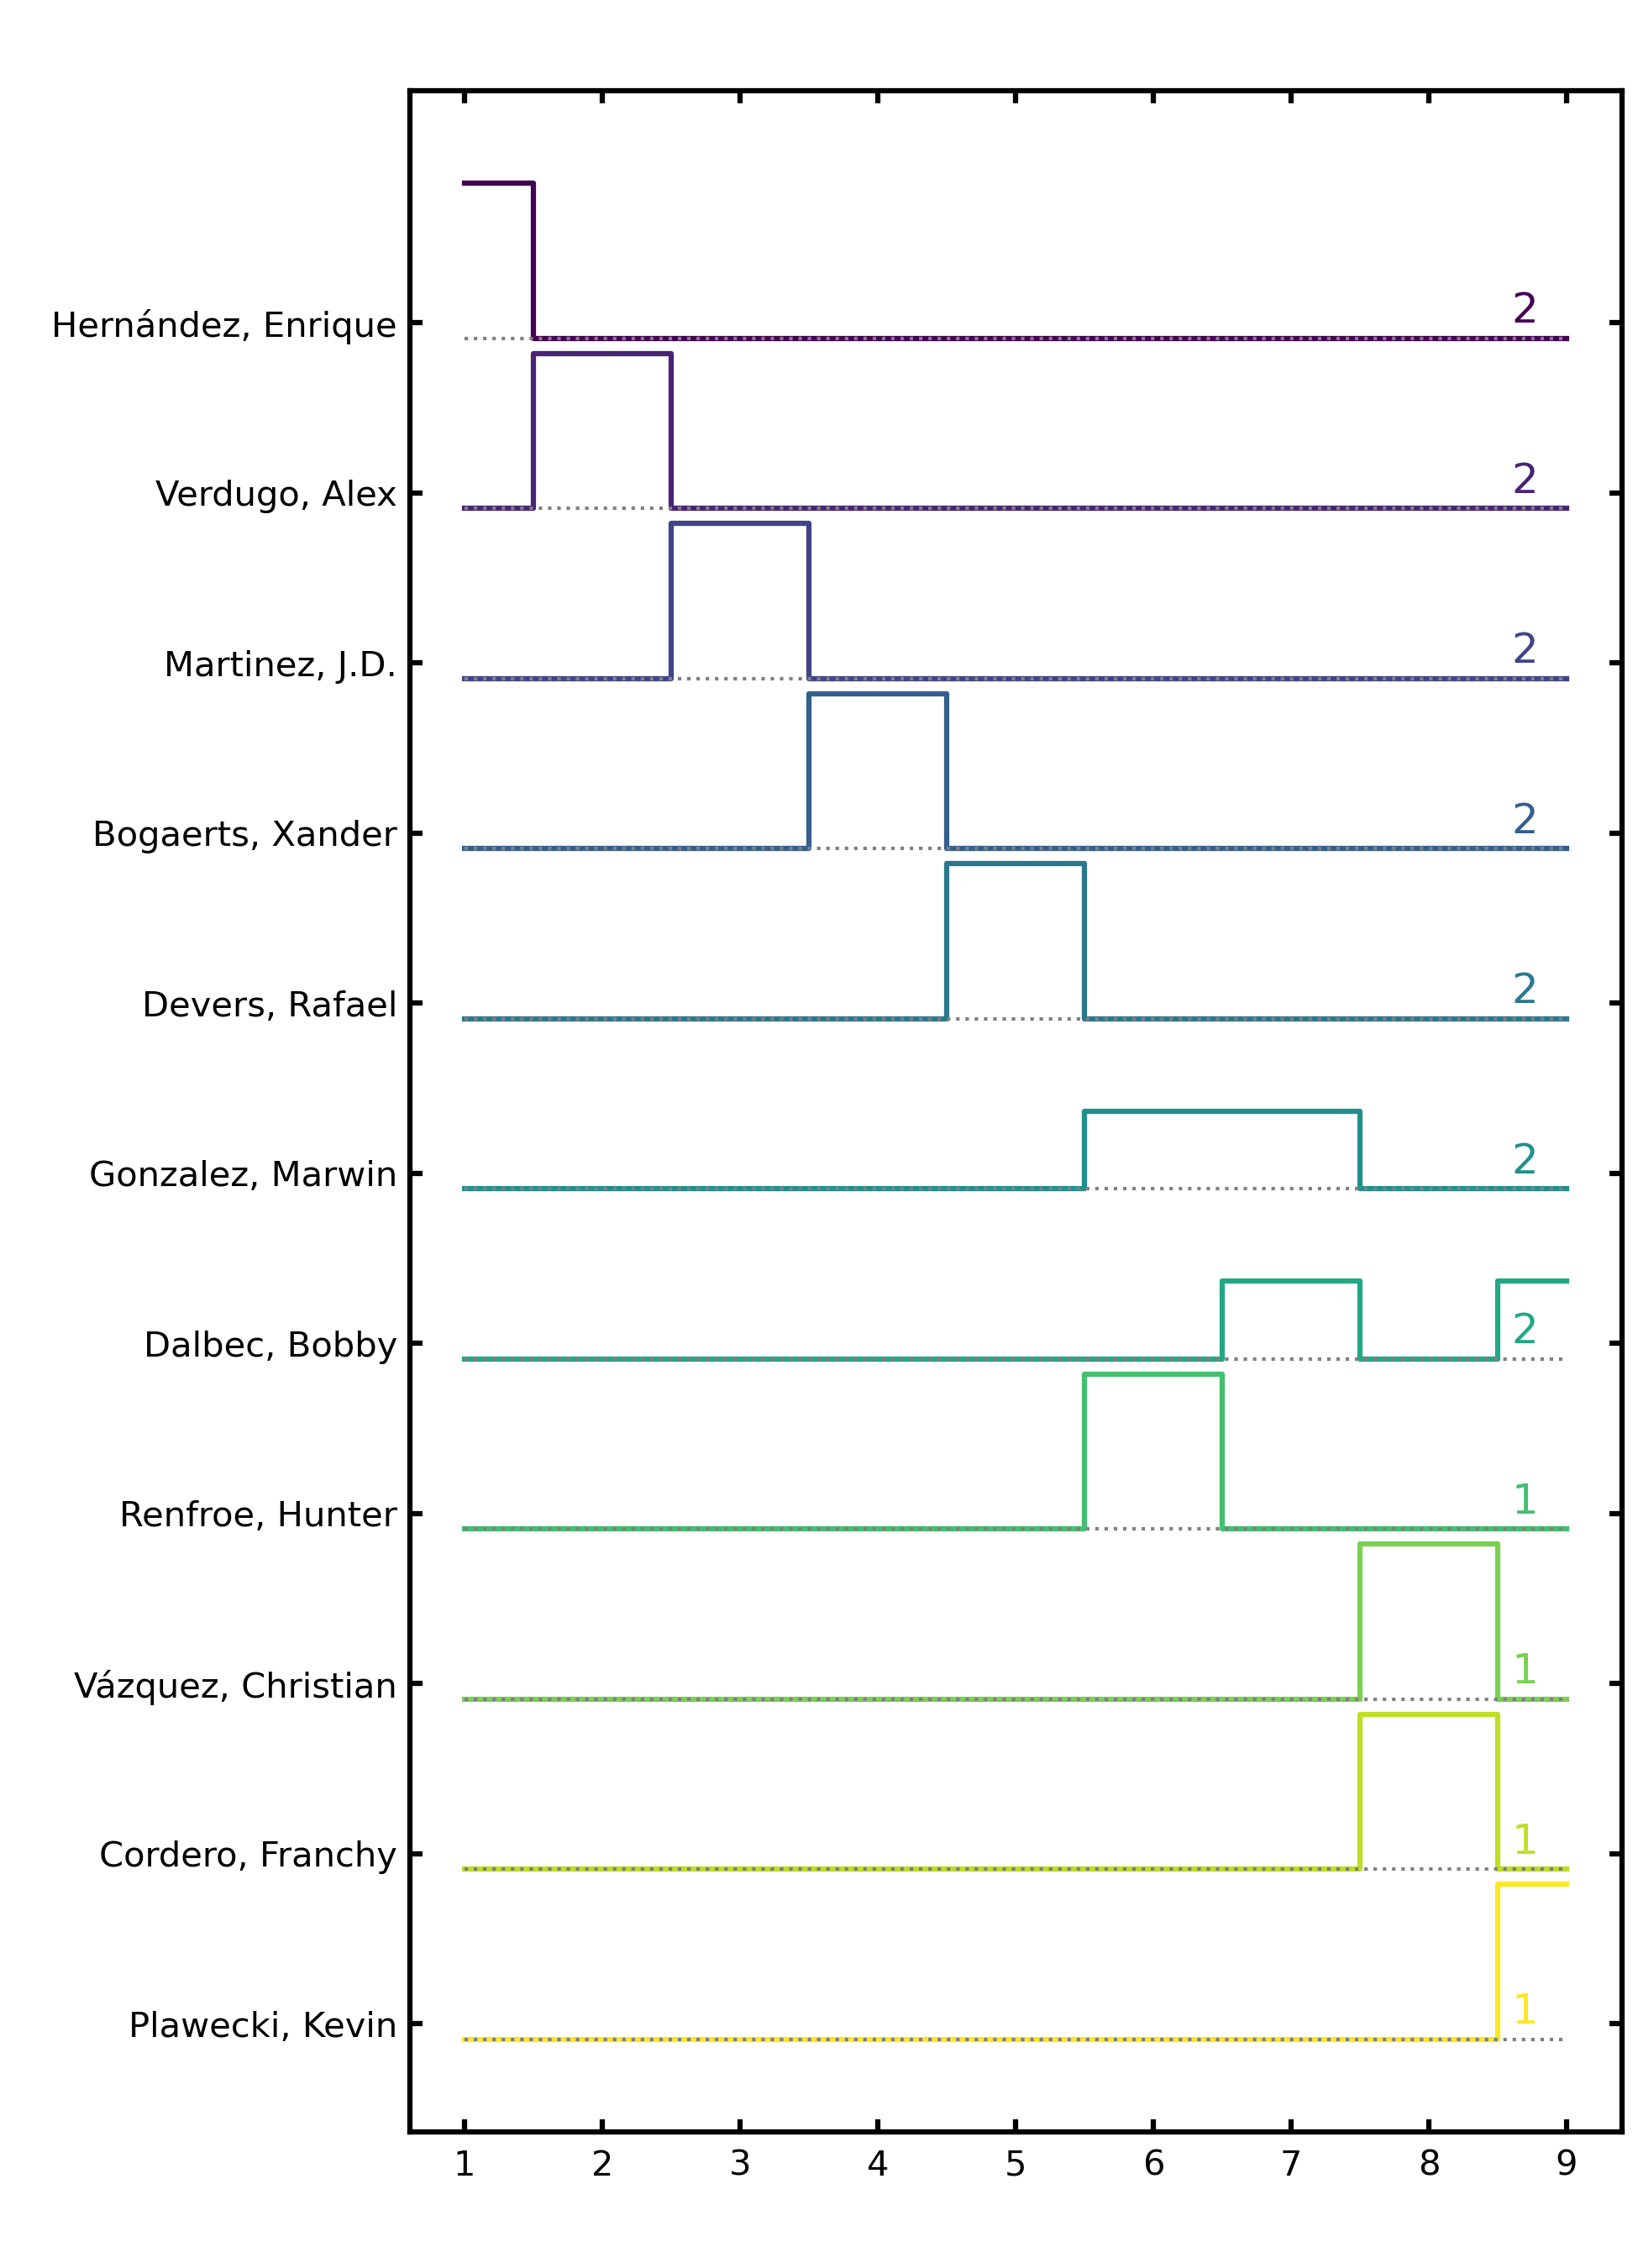 Hernández, Enrique 2
Verdugo, Alex 2
Martinez, J.D. 2
Bogaerts, Xander 2
Devers, Rafael 2
Gonzalez, Marwin 2
Dalbec, Bobby 2
Renfroe, Hunter 1
Vázquez, Christian 1
Cordero, Franchy 1
Plawecki, Kevin 1
1 2 3 4 5 6 7 8 9